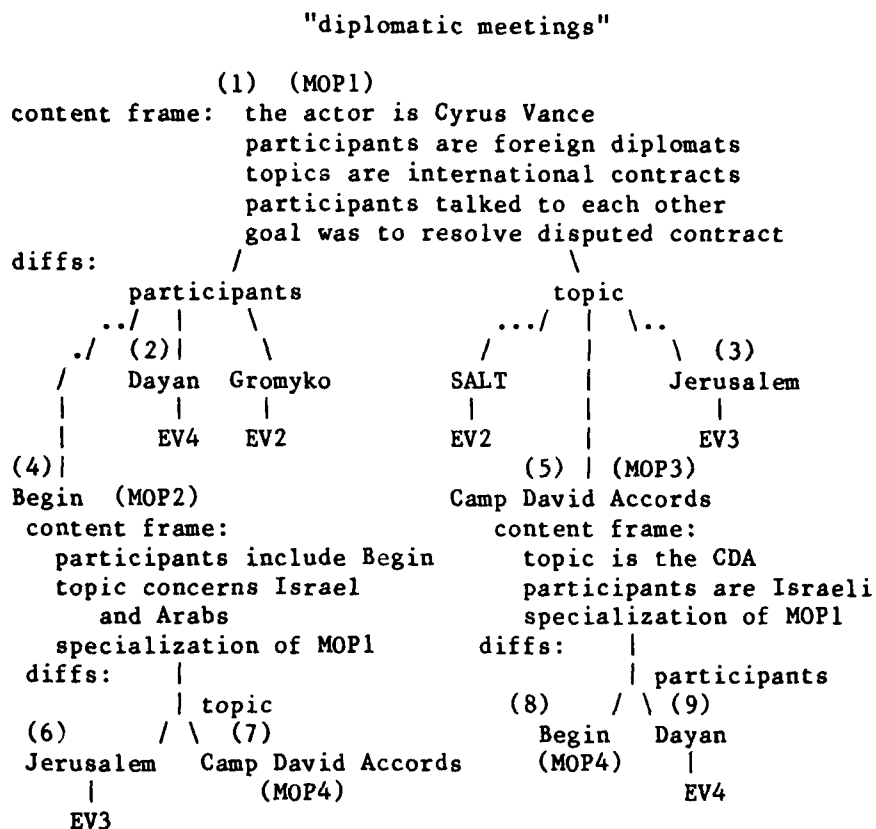 "diplomatic meetings"
(1) (MOP1)
content frame: the actor is Cyrus Vance
participants are foreign diplomats
topics are international contracts
participants talked to each other
goal was to resolve disputed contract
diffs: / \
participants topic
../ | \ .../ | \..
./ (2)| \ / | \ (3)
/ Dayan Gromyko SALT | Jerusalem
| | | | | |
| EV4 EV2 EV2 | EV3
(4)| (5) | (MOP3)
Begin (MOP2) Camp David Accords
content frame: content frame:
participants include Begin topic is the CDA
topic concerns Israel participants are Israeli
and Arabs specialization of MOP1
specialization of MOP1 diffs: |
diffs: | | participants
| topic (8) / \ (9)
(6) / \ (7) Begin Dayan
Jerusalem Camp David Accords (MOP4) |
| (MOP4) EV4
EV3